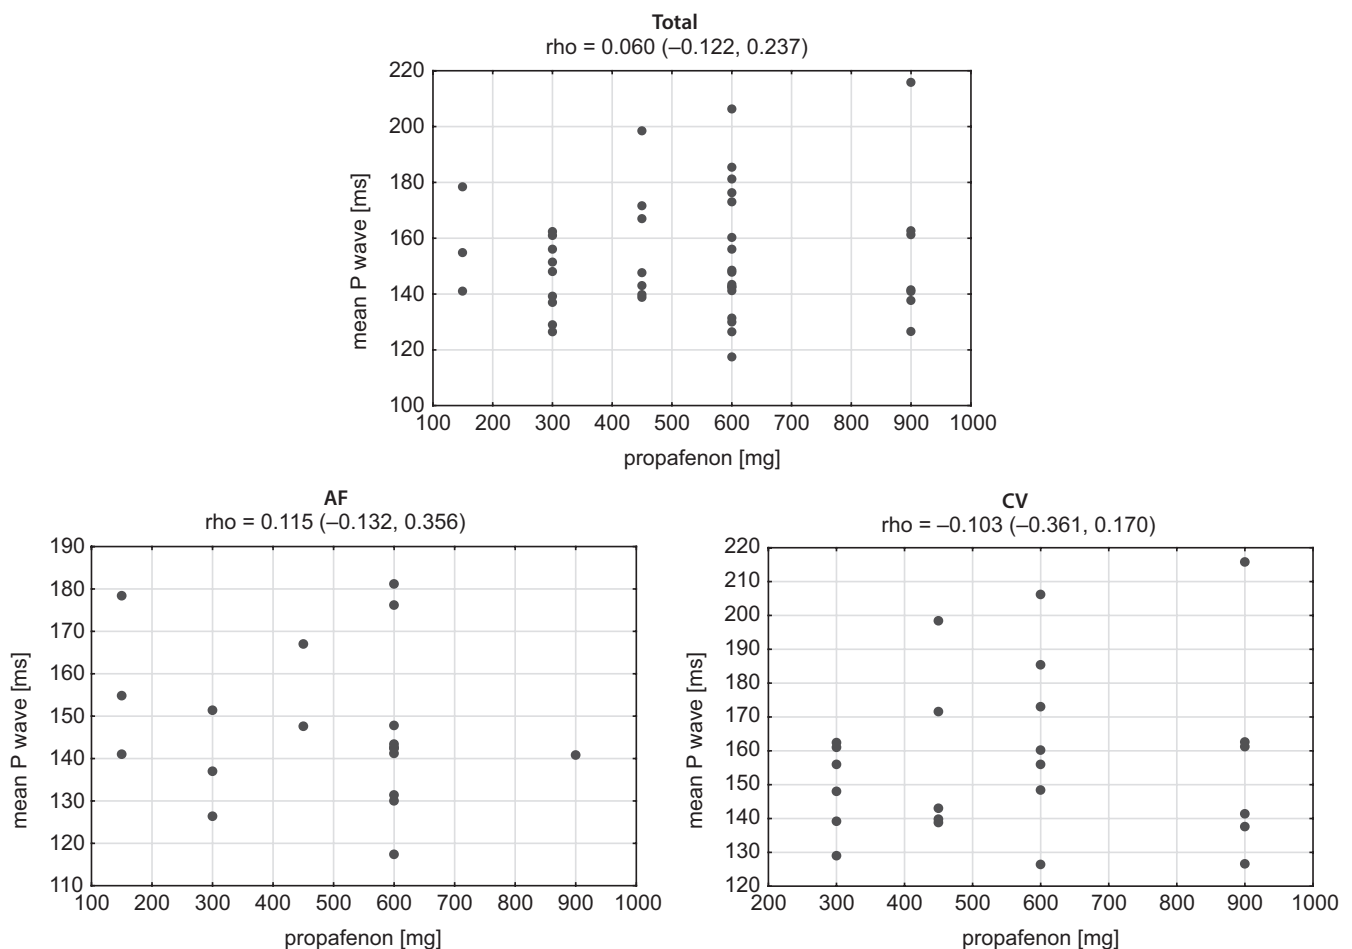 Total
rho = 0.060 (–0.122, 0.237)
220
200
180
160
140
120
100
mean P wave [ms]
100 200 300 400 500 600 700 800 900 1000
propafenon [mg]
AF
rho = 0.115 (–0.132, 0.356)
190
180
170
160
150
140
130
120
110
mean P wave [ms]
100 200 300 400 500 600 700 800 900 1000
propafenon [mg]
CV
rho = –0.103 (–0.361, 0.170)
220
210
200
190
180
170
160
150
140
130
120
mean P wave [ms]
200 300 400 500 600 700 800 900 1000
propafenon [mg]